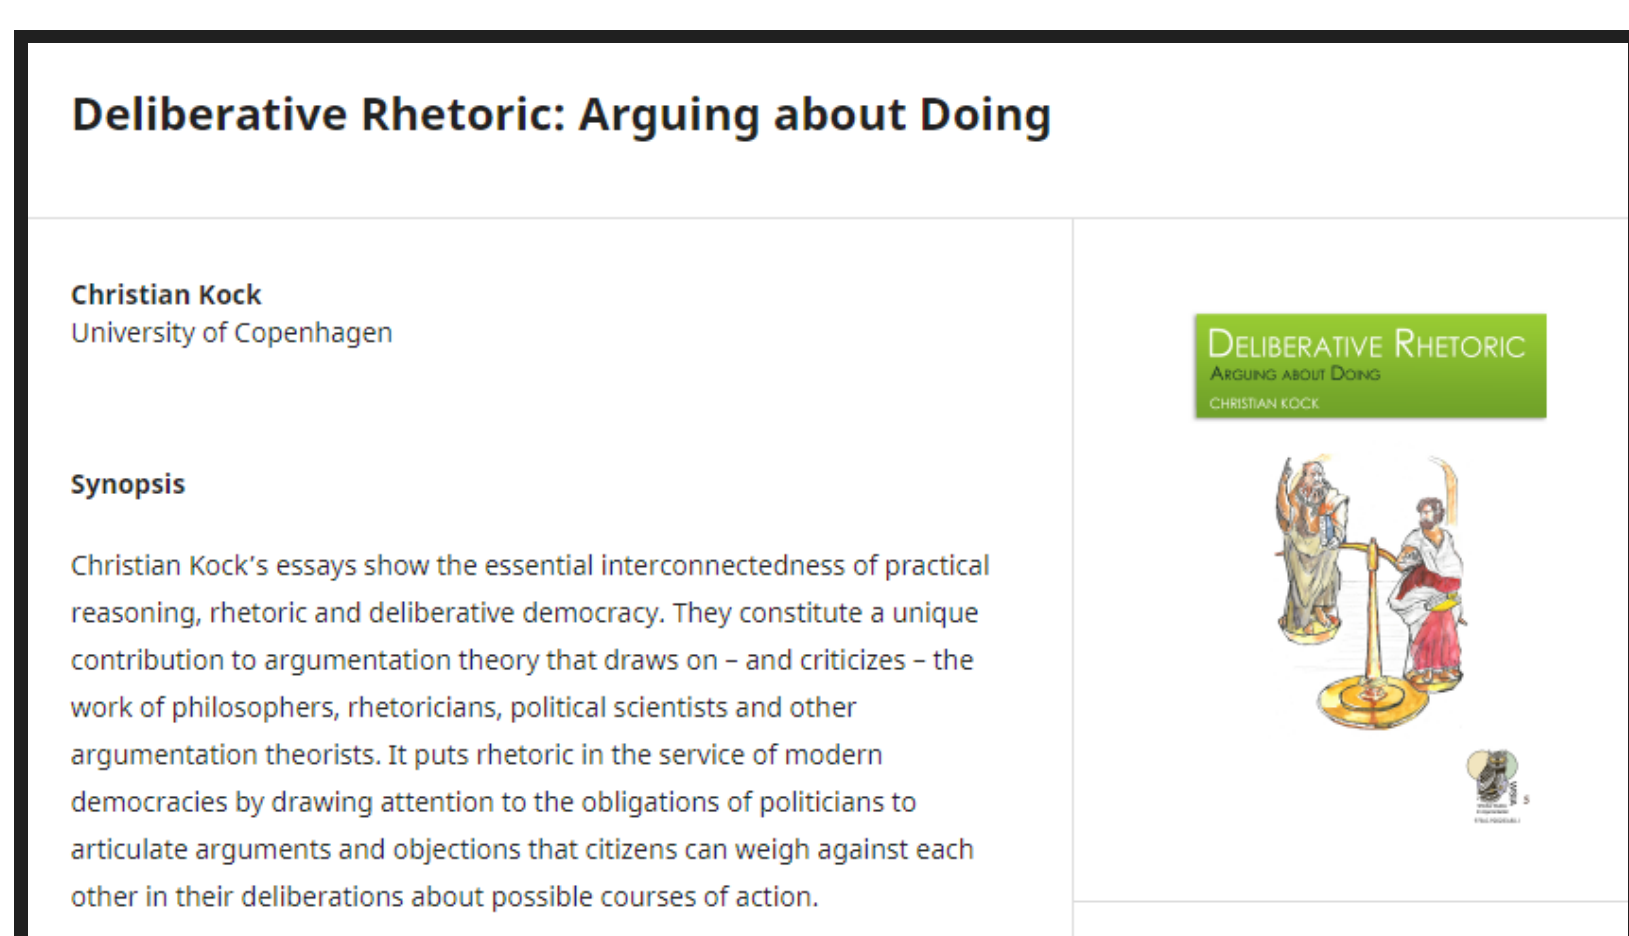 Deliberative Rhetoric: Arguing about Doing
Christian Kock
University of Copenhagen
Synopsis
Christian Kock’s essays show the essential interconnectedness of practical
reasoning, rhetoric and deliberative democracy. They constitute a unique
contribution to argumentation theory that draws on – and criticizes – the
work of philosophers, rhetoricians, political scientists and other
argumentation theorists. It puts rhetoric in the service of modern
democracies by drawing attention to the obligations of politicians to
articulate arguments and objections that citizens can weigh against each
other in their deliberations about possible courses of action.
DELIBERATIVE RHETORIC
ARGUING ABOUT DOING
CHRISTIAN KOCK
WSIA
5